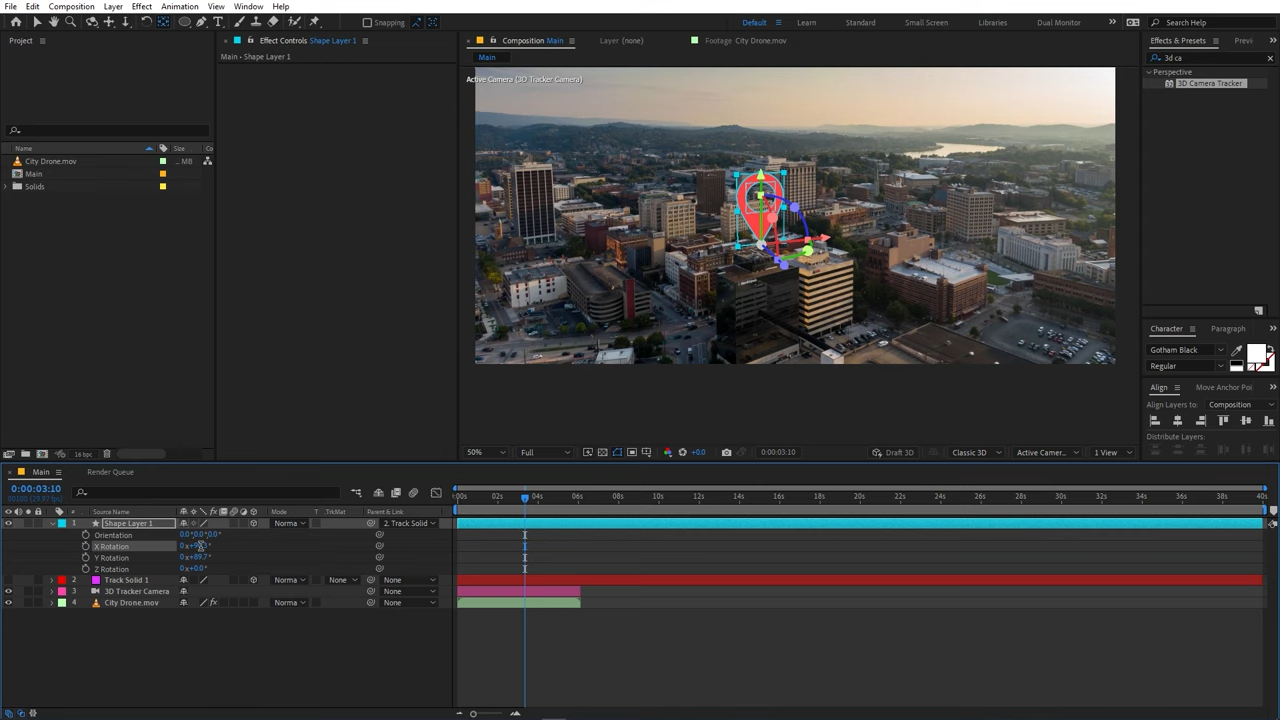 File Edit Composition Layer Effect Animation View Window Help
Snapping Default Learn Standard Small Screen Libraries Dual Monitor Search Help
Project Effect Controls Shape Layer 1 Composition Main Layer (none) Footage City Drone.mov Effects & Presets Previ
Main • Shape Layer 1 Main 3d ca
Perspective
Active Camera (3D Tracker Camera)
3D Camera Tracker
Name Type Size Co
City Drone.mov ... MB
Main
Solids
Character Paragraph
Gotham Black
Regular
Align Move Anchor Poi
Align Layers to: Composition
Distribute Layers:
16 bpc 50% Full +0.0 0:00:03:10 Draft 3D Classic 3D Active Camer... 1 View
Main Render Queue
0:00:03:10
00100 (29.97 fps)
:00s 02s 04s 06s 08s 10s 12s 14s 16s 18s 20s 22s 24s 26s 28s 30s 32s 34s 36s 38s 40s
# Source Name Mode T TrkMat Parent & Link
1 Shape Layer 1 Norma 2. Track Solid
Orientation 0.0°,0.0°,0.0°
X Rotation
Y Rotation 0 x+89.7°
Z Rotation 0 x+0.0°
2 Track Solid 1 Norma None None
3 3D Tracker Camera None
4 City Drone.mov Norma None